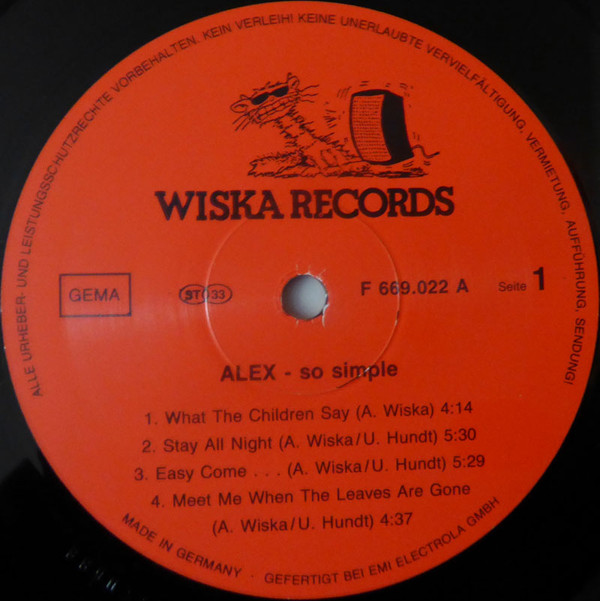 ALLE URHEBER- UND LEISTUNGSSCHUTZRECHTE VORBEHALTEN. KEIN VERLEIH! KEINE UNERLAUBTE VERVIELFÄLTIGUNG, VERMIETUNG, AUFFÜHRUNG, SENDUNG!
WISKA RECORDS
GEMA
ST 33
F 669.022 A
Seite 1
ALEX - so simple
1. What The Children Say (A. Wiska) 4:14
2. Stay All Night (A. Wiska/U. Hundt) 5:30
3. Easy Come . . . (A. Wiska/U. Hundt) 5:29
4. Meet Me When The Leaves Are Gone
(A. Wiska/U. Hundt) 4:37
MADE IN GERMANY - GEFERTIGT BEI EMI ELECTROLA GMBH